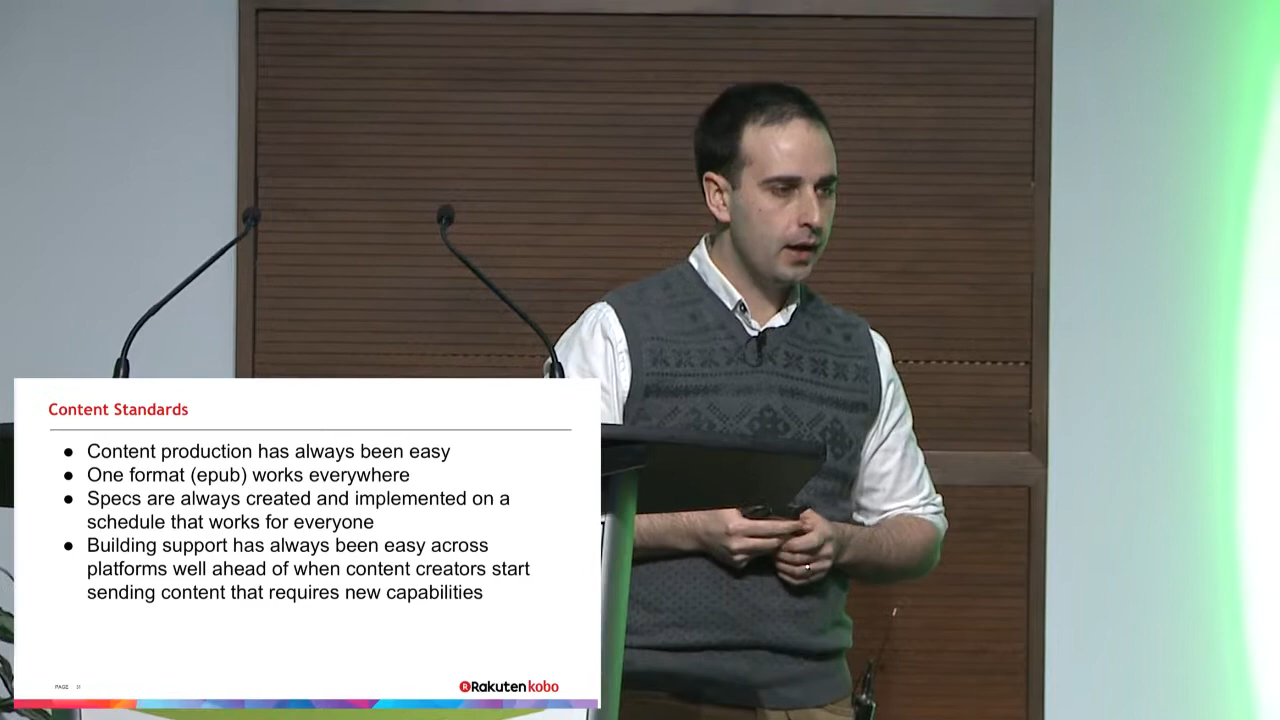 Content Standards
● Content production has always been easy
● One format (epub) works everywhere
● Specs are always created and implemented on a
schedule that works for everyone
● Building support has always been easy across
platforms well ahead of when content creators start
sending content that requires new capabilities
PAGE 51
Rakuten kobo